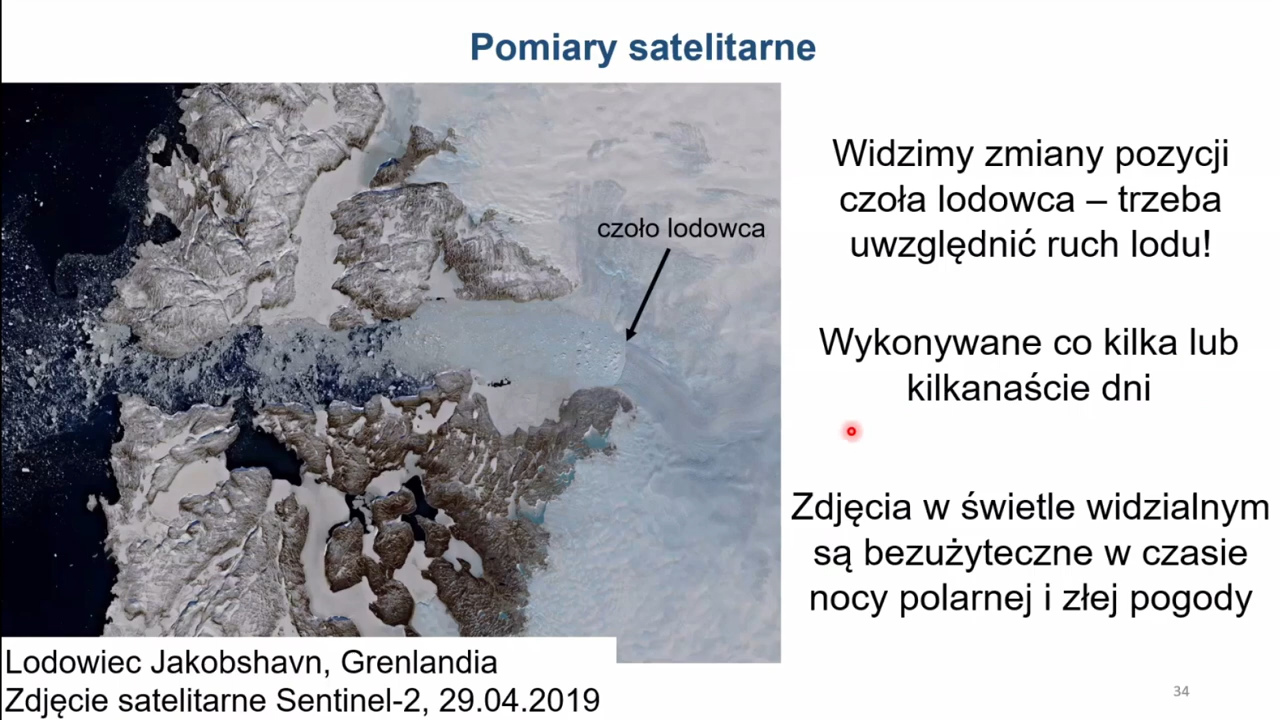 Pomiary satelitarne
czoło lodowca
Widzimy zmiany pozycji
czoła lodowca – trzeba
uwzględnić ruch lodu!
Wykonywane co kilka lub
kilkanaście dni
Zdjęcia w świetle widzialnym
są bezużyteczne w czasie
nocy polarnej i złej pogody
Lodowiec Jakobshavn, Grenlandia
Zdjęcie satelitarne Sentinel-2, 29.04.2019
34